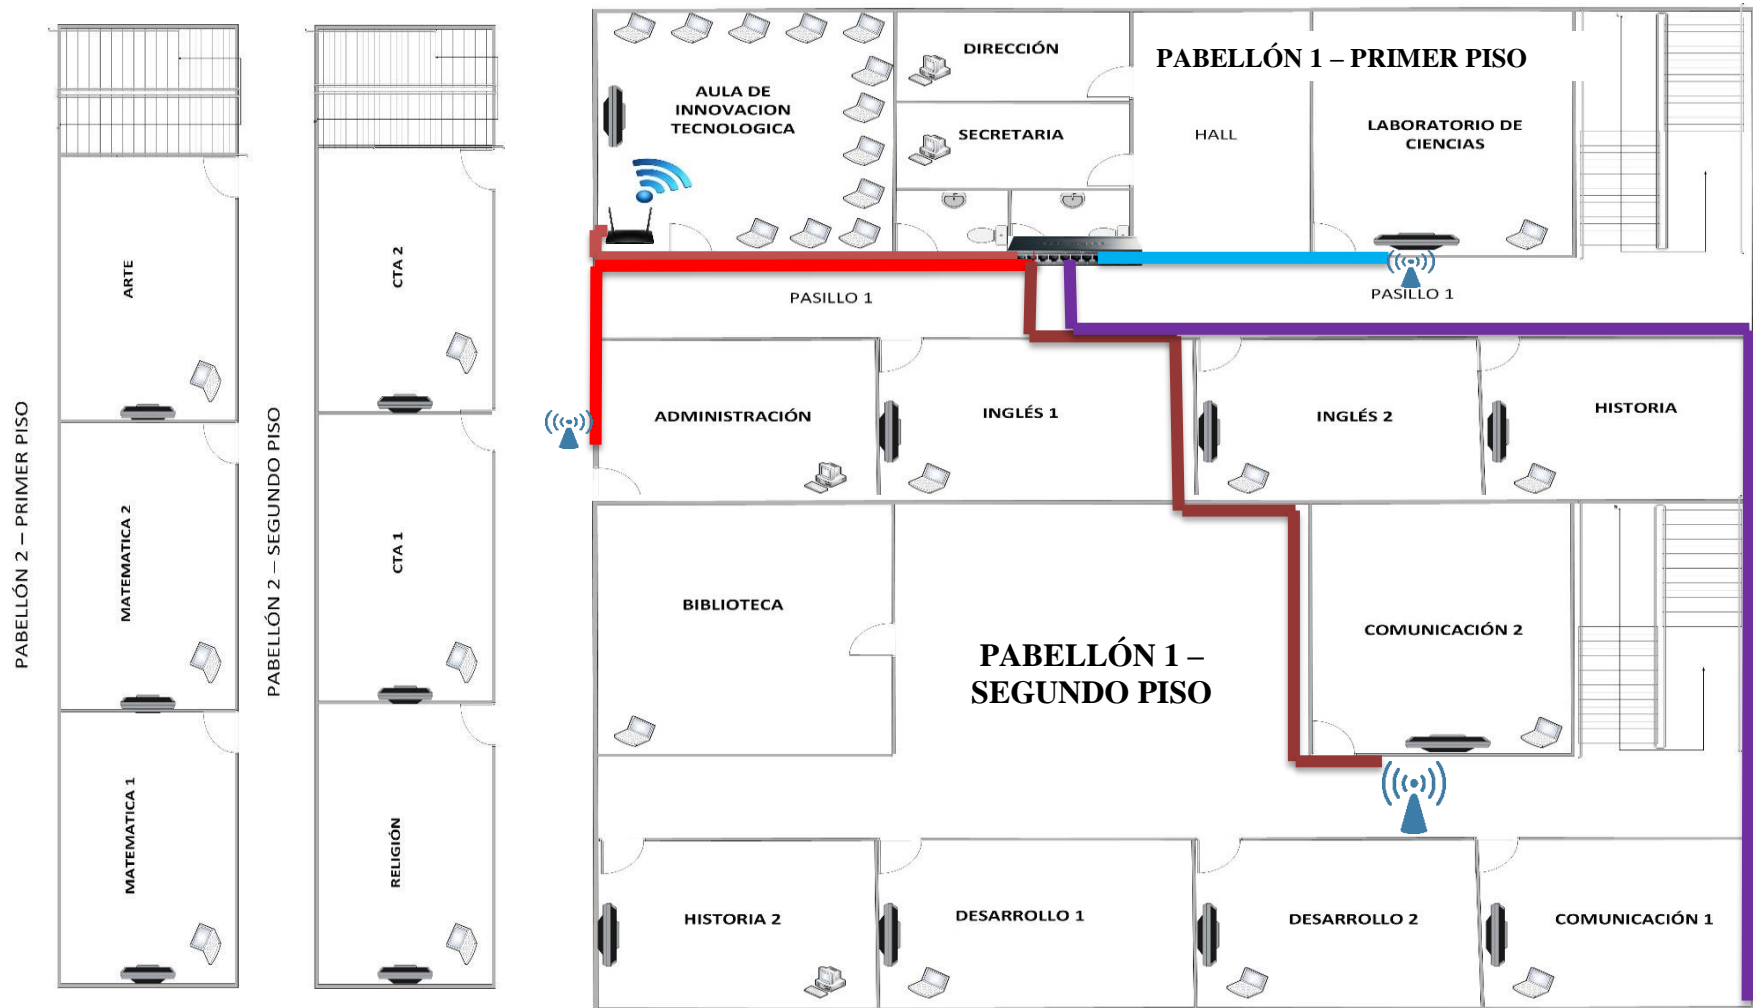 PABELLÓN 2 – PRIMER PISO
ARTE
MATEMATICA 2
MATEMATICA 1
PABELLÓN 2 – SEGUNDO PISO
CTA 2
CTA 1
RELIGIÓN
PABELLÓN 1 – PRIMER PISO
AULA DE
INNOVACION
TECNOLOGICA
DIRECCIÓN
SECRETARIA
HALL
LABORATORIO DE
CIENCIAS
PASILLO 1
PASILLO 1
ADMINISTRACIÓN
INGLÉS 1
INGLÉS 2
HISTORIA
BIBLIOTECA
PABELLÓN 1 –
SEGUNDO PISO
COMUNICACIÓN 2
HISTORIA 2
DESARROLLO 1
DESARROLLO 2
COMUNICACIÓN 1